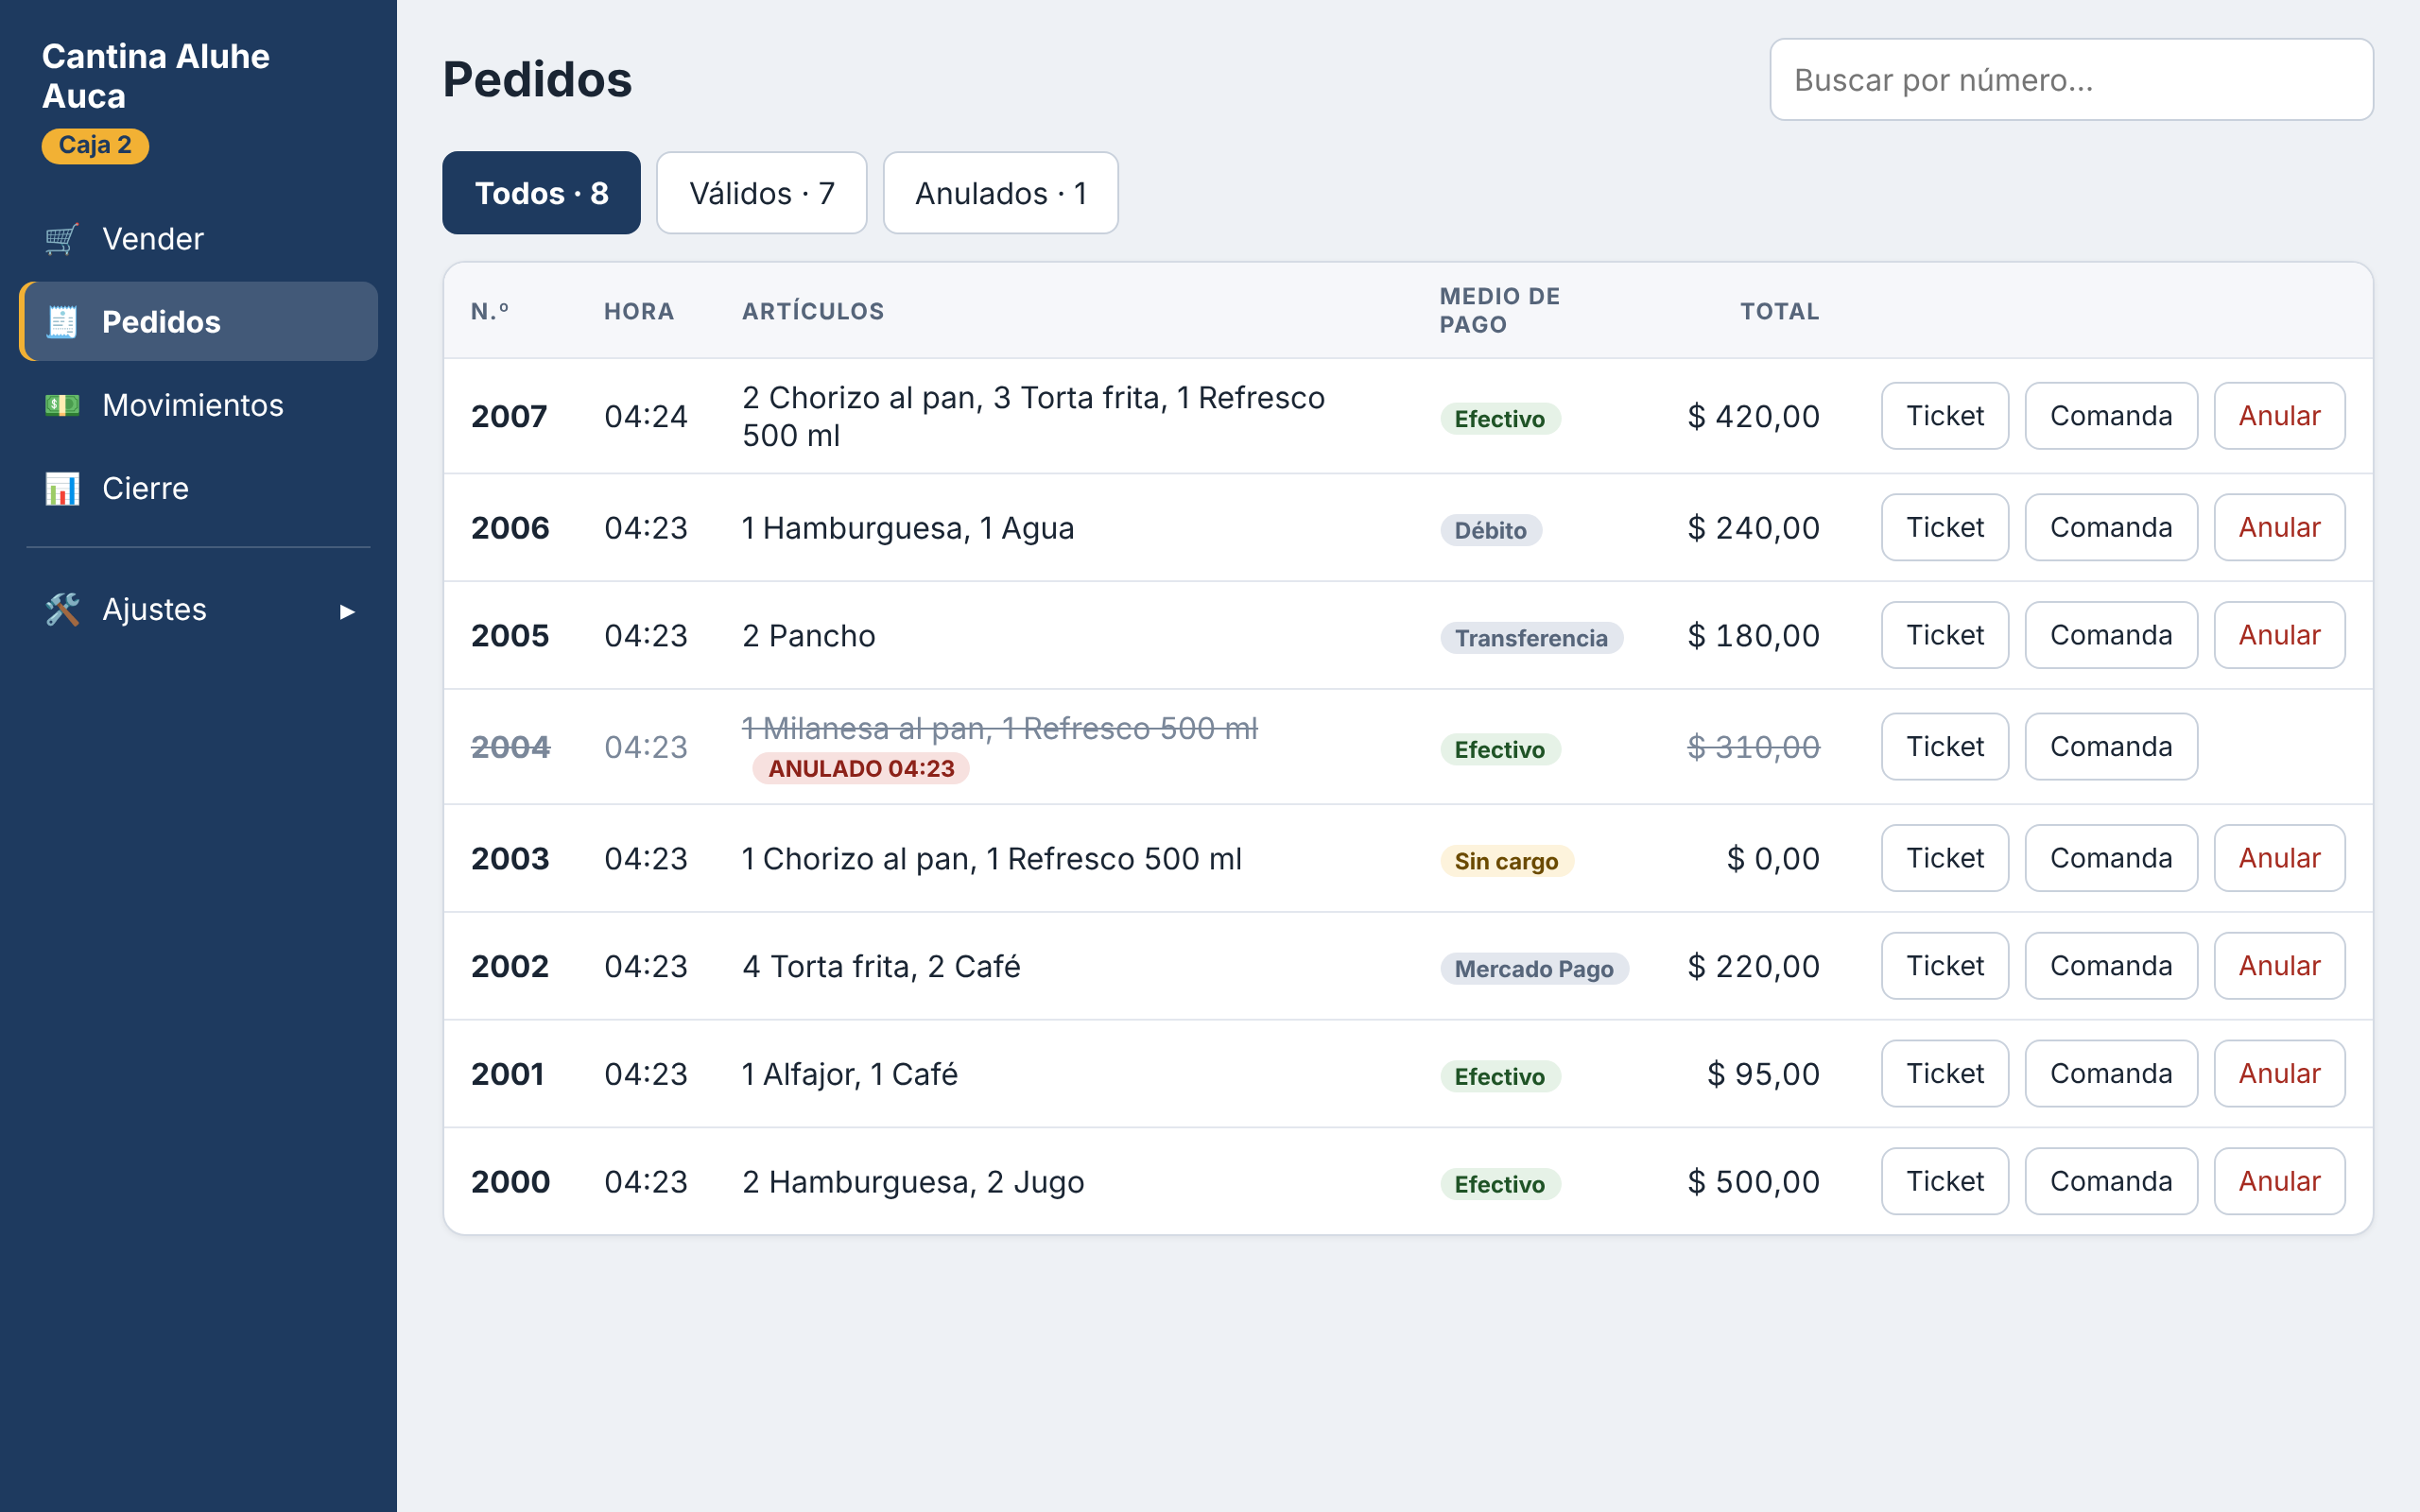 Cantina Aluhe
Auca
Caja 2
Vender
Pedidos
Movimientos
Cierre
Ajustes
Pedidos
Buscar por número...
Todos · 8
Válidos · 7
Anulados · 1
N.º HORA ARTÍCULOS MEDIO DE PAGO TOTAL
2007 04:24 2 Chorizo al pan, 3 Torta frita, 1 Refresco 500 ml Efectivo $ 420,00 Ticket Comanda Anular
2006 04:23 1 Hamburguesa, 1 Agua Débito $ 240,00 Ticket Comanda Anular
2005 04:23 2 Pancho Transferencia $ 180,00 Ticket Comanda Anular
2004 04:23 1 Milanesa al pan, 1 Refresco 500 ml ANULADO 04:23 Efectivo $ 310,00 Ticket Comanda
2003 04:23 1 Chorizo al pan, 1 Refresco 500 ml Sin cargo $ 0,00 Ticket Comanda Anular
2002 04:23 4 Torta frita, 2 Café Mercado Pago $ 220,00 Ticket Comanda Anular
2001 04:23 1 Alfajor, 1 Café Efectivo $ 95,00 Ticket Comanda Anular
2000 04:23 2 Hamburguesa, 2 Jugo Efectivo $ 500,00 Ticket Comanda Anular